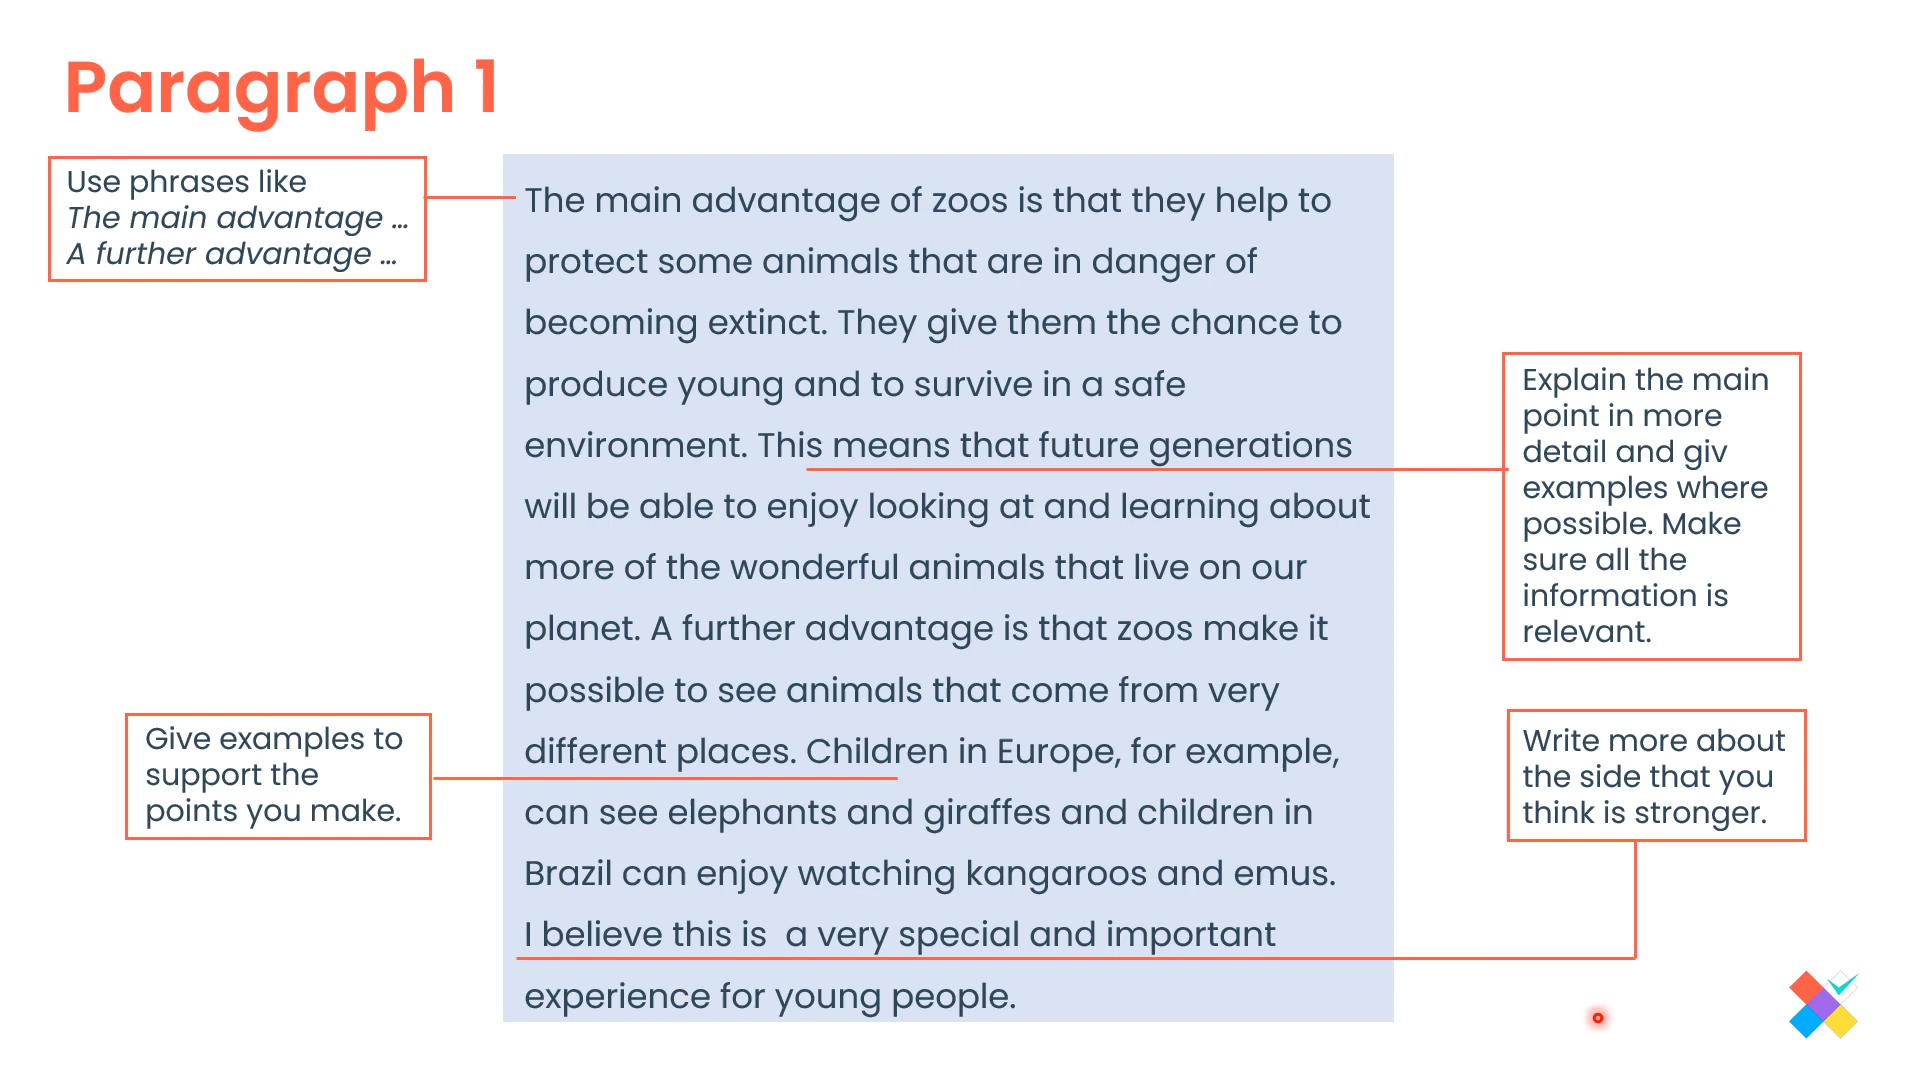 Paragraph 1
Use phrases like
The main advantage ...
A further advantage ...
The main advantage of zoos is that they help to
protect some animals that are in danger of
becoming extinct. They give them the chance to
produce young and to survive in a safe
environment. This means that future generations
will be able to enjoy looking at and learning about
more of the wonderful animals that live on our
planet. A further advantage is that zoos make it
possible to see animals that come from very
different places. Children in Europe, for example,
can see elephants and giraffes and children in
Brazil can enjoy watching kangaroos and emus.
I believe this is  a very special and important
experience for young people.
Explain the main
point in more
detail and giv
examples where
possible. Make
sure all the
information is
relevant.
Give examples to
support the
points you make.
Write more about
the side that you
think is stronger.